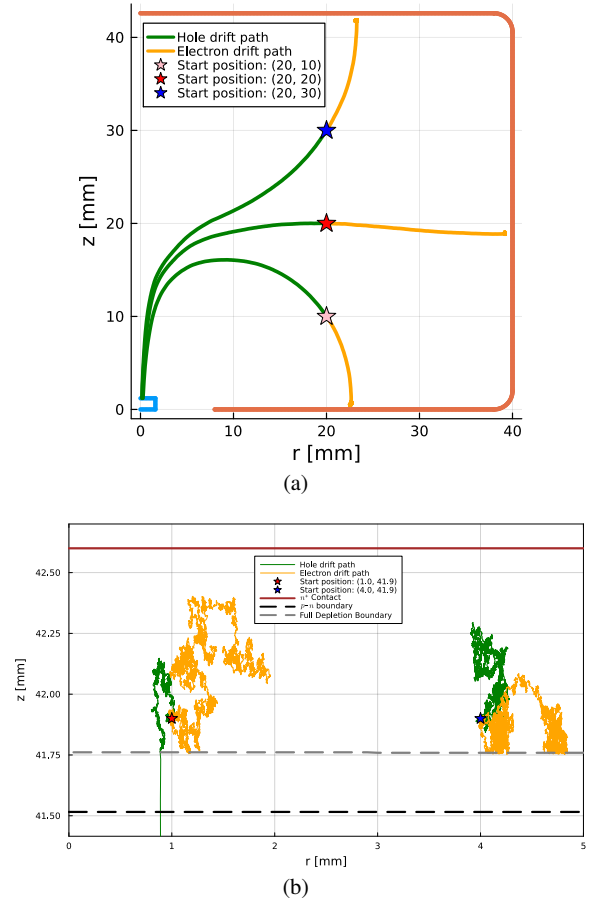 40
30
20
10
0
z [mm]
Hole drift path
Electron drift path
Start position: (20, 10)
Start position: (20, 20)
Start position: (20, 30)
0 10 20 30 40
r [mm]
(a)
42.50
42.25
42.00
41.75
41.50
z [mm]
Hole drift path
Electron drift path
Start position: (1.0, 41.9)
Start position: (4.0, 41.9)
n⁺ Contact
p−n boundary
Full Depletion Boundary
0 1 2 3 4 5
r [mm]
(b)